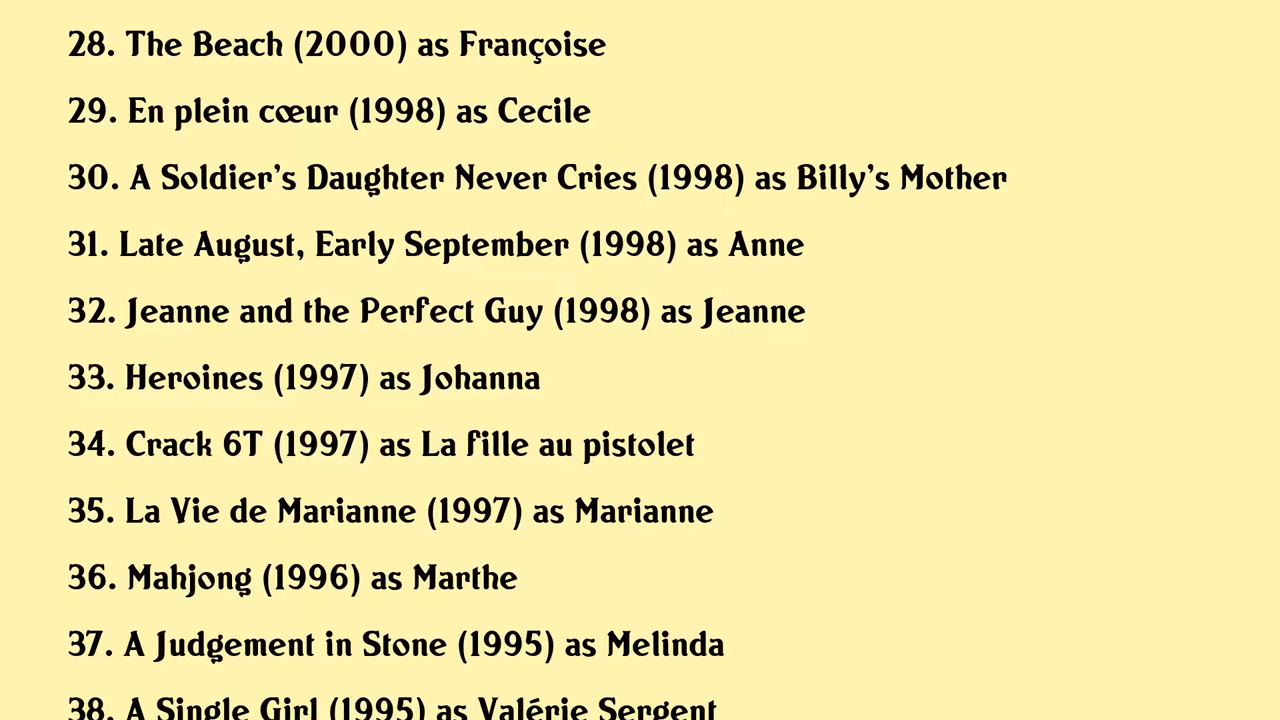 28. The Beach (2000) as Françoise
29. En plein cœur (1998) as Cecile
30. A Soldier’s Daughter Never Cries (1998) as Billy’s Mother
31. Late August, Early September (1998) as Anne
32. Jeanne and the Perfect Guy (1998) as Jeanne
33. Heroines (1997) as Johanna
34. Crack 6T (1997) as La fille au pistolet
35. La Vie de Marianne (1997) as Marianne
36. Mahjong (1996) as Marthe
37. A Judgement in Stone (1995) as Melinda
38. A Single Girl (1995) as Valérie Sergent